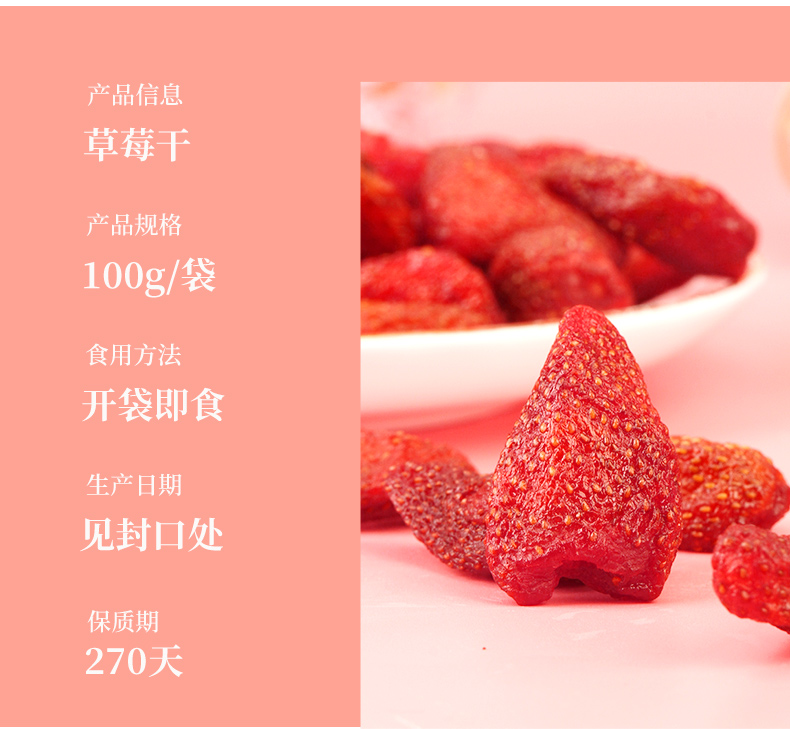 产品信息
草莓干
产品规格
100g/袋
食用方法
开袋即食
生产日期
见封口处
保质期
270天